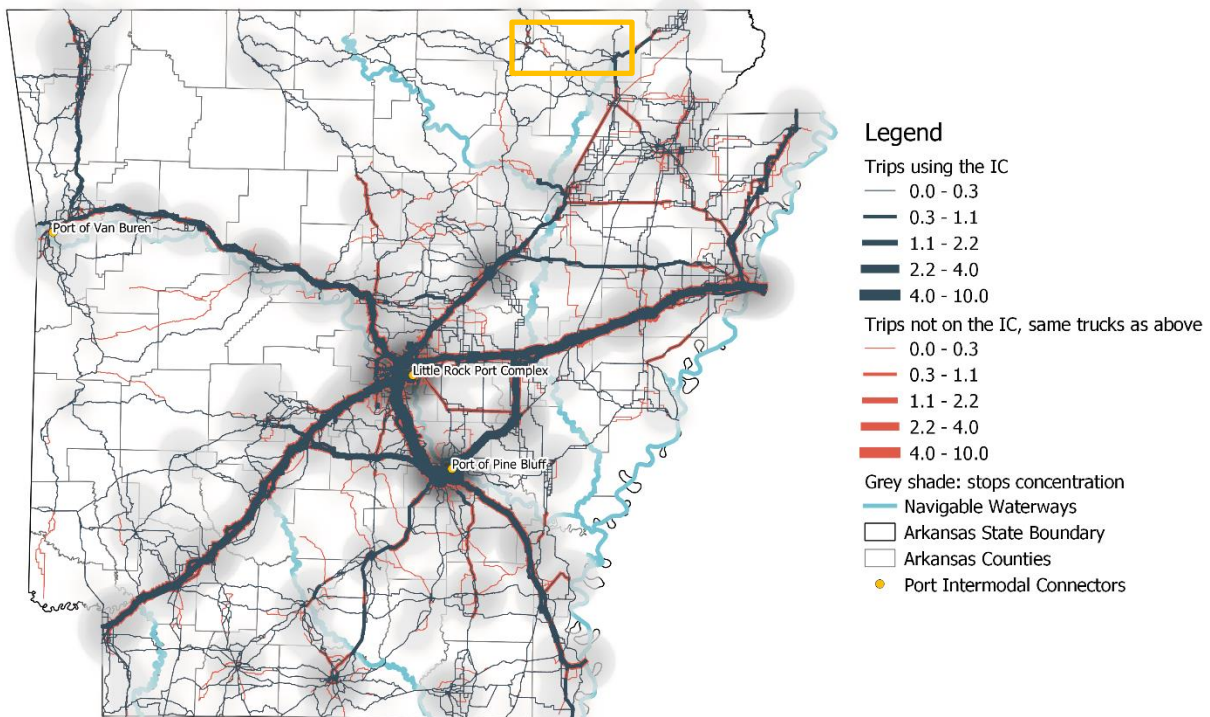 Port of Van Buren
Little Rock Port Complex
Port of Pine Bluff
Legend
Trips using the IC
0.0 - 0.3
0.3 - 1.1
1.1 - 2.2
2.2 - 4.0
4.0 - 10.0
Trips not on the IC, same trucks as above
0.0 - 0.3
0.3 - 1.1
1.1 - 2.2
2.2 - 4.0
4.0 - 10.0
Grey shade: stops concentration
Navigable Waterways
Arkansas State Boundary
Arkansas Counties
Port Intermodal Connectors